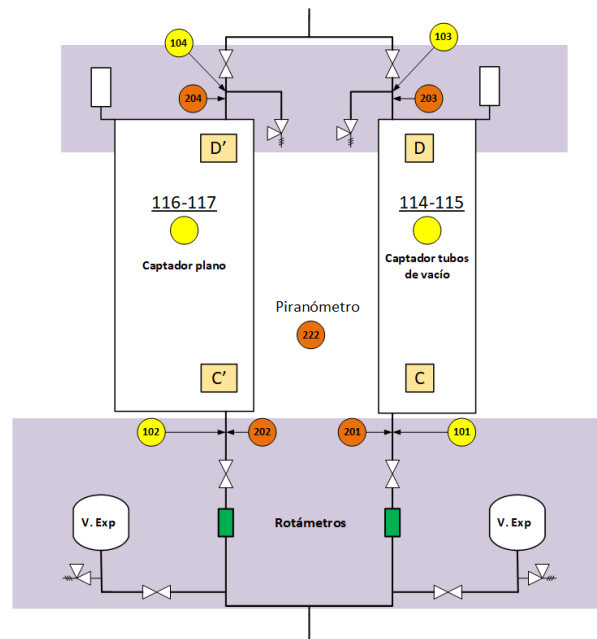 104
103
204
203
D'
D
116-117
114-115
Captador plano
Captador tubos
de vacío
Piranómetro
222
C'
C
102
202
201
101
V. Exp
Rotámetros
V. Exp